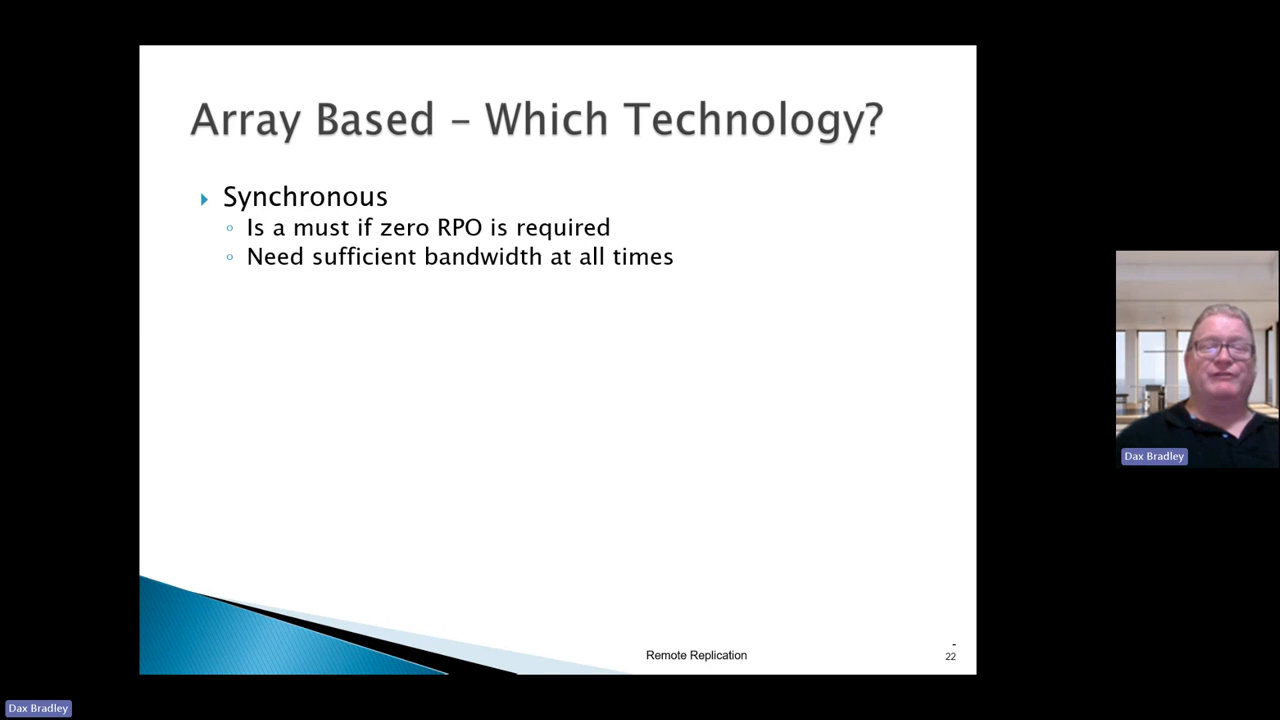 Array Based – Which Technology?
Synchronous
Is a must if zero RPO is required
Need sufficient bandwidth at all times
Remote Replication
-
22
Dax Bradley
Dax Bradley